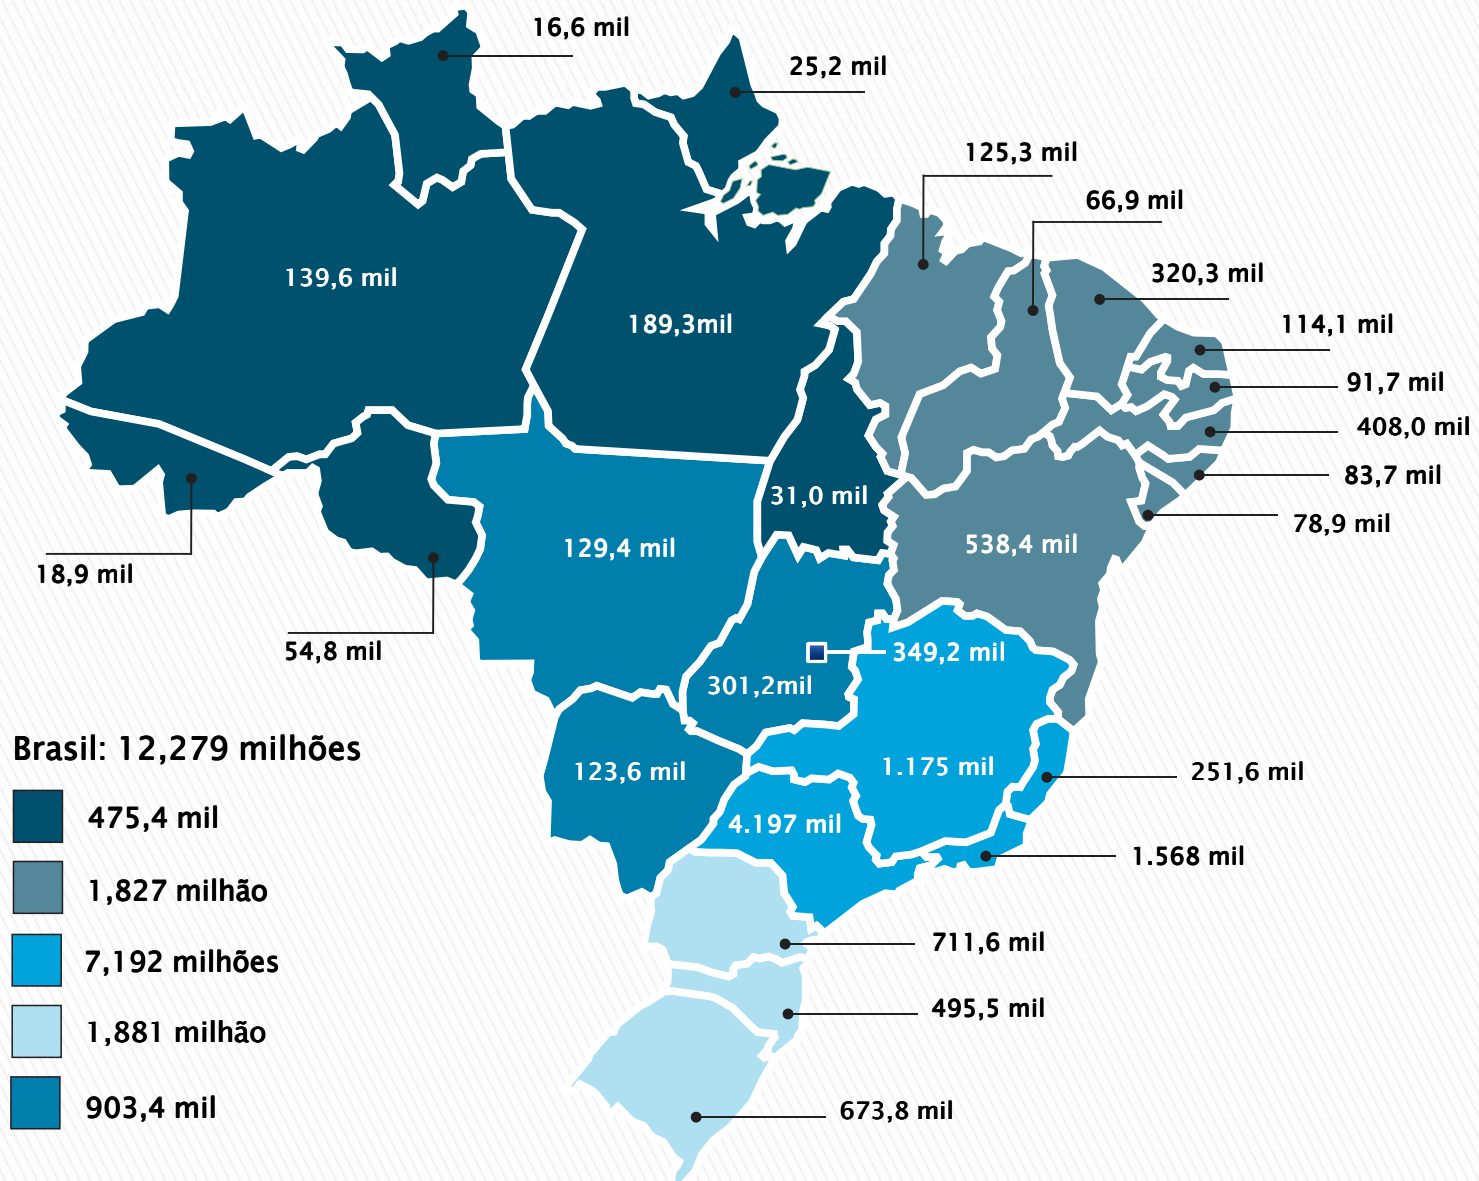 16,6 mil
25,2 mil
125,3 mil
66,9 mil
320,3 mil
114,1 mil
91,7 mil
408,0 mil
83,7 mil
78,9 mil
139,6 mil
189,3mil
31,0 mil
129,4 mil
538,4 mil
18,9 mil
54,8 mil
349,2 mil
301,2mil
123,6 mil
1.175 mil
251,6 mil
4.197 mil
1.568 mil
711,6 mil
495,5 mil
673,8 mil
Brasil: 12,279 milhões
475,4 mil
1,827 milhão
7,192 milhões
1,881 milhão
903,4 mil